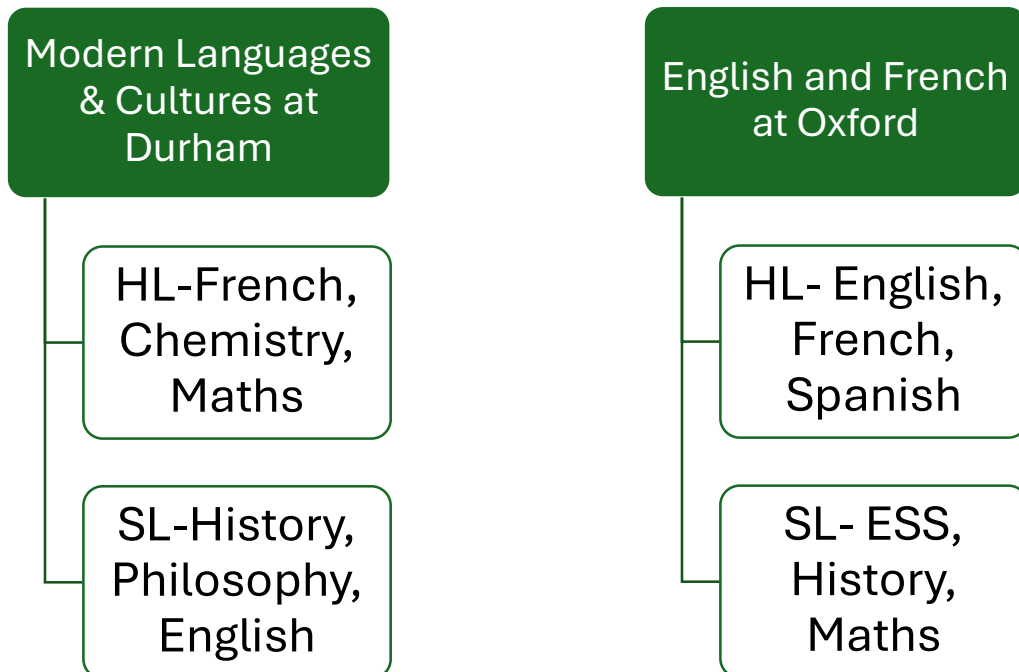 Modern Languages
& Cultures at
Durham
HL-French,
Chemistry,
Maths
SL-History,
Philosophy,
English
English and French
at Oxford
HL- English,
French,
Spanish
SL- ESS,
History,
Maths